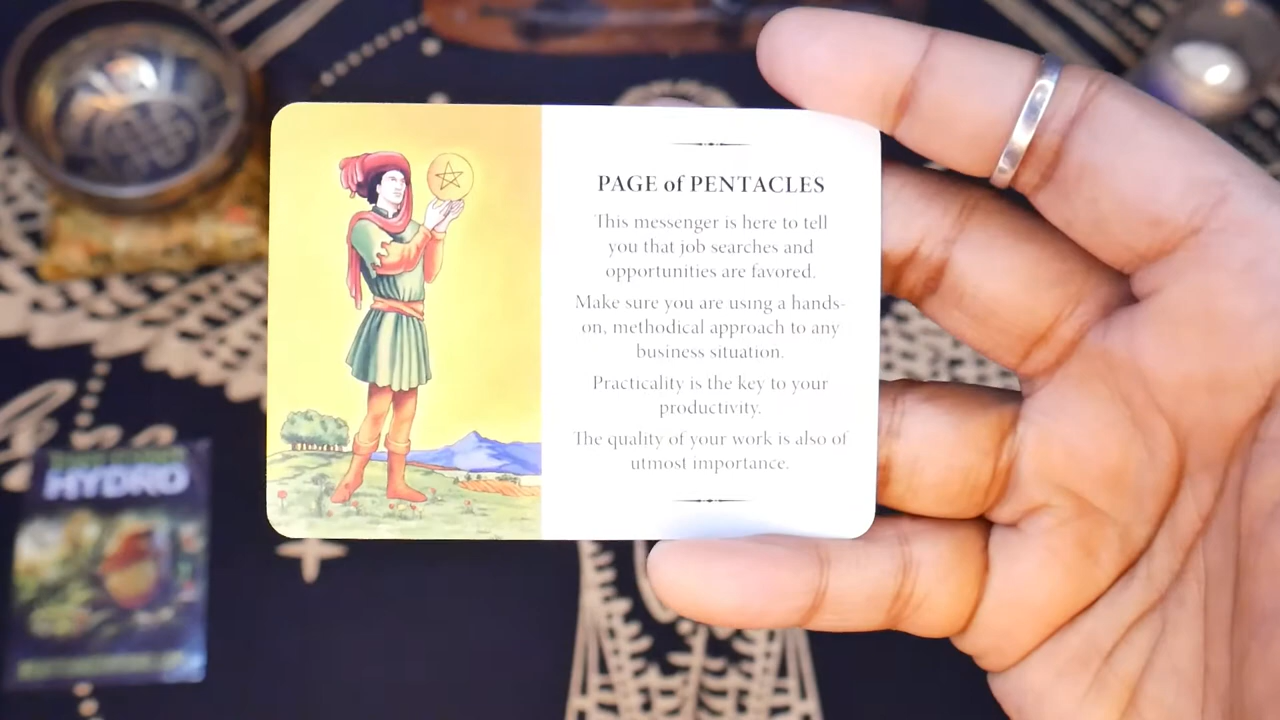 PAGE of PENTACLES
This messenger is here to tell
you that job searches and
opportunities are favored.
Make sure you are using a hands-
on, methodical approach to any
business situation.
Practicality is the key to your
productivity.
The quality of your work is also of
utmost importance.
HYDRO